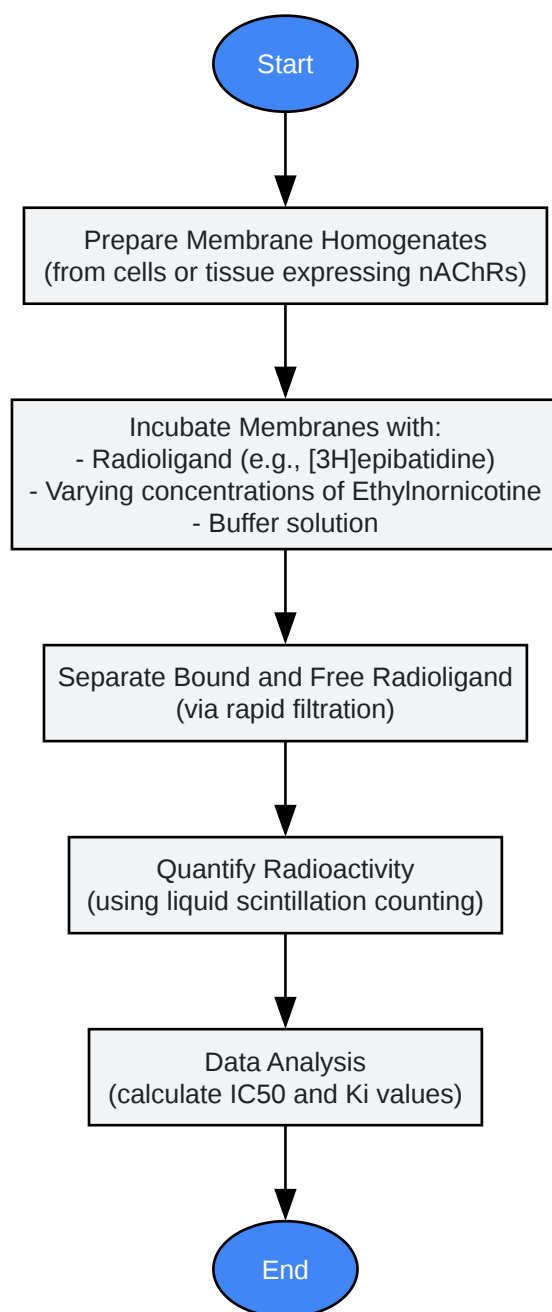 Start
Prepare Membrane Homogenates
(from cells or tissue expressing nAChRs)
Incubate Membranes with:
- Radioligand (e.g., [3H]epibatidine)
- Varying concentrations of Ethylnornicotine
- Buffer solution
Separate Bound and Free Radioligand
(via rapid filtration)
Quantify Radioactivity
(using liquid scintillation counting)
Data Analysis
(calculate IC50 and Ki values)
End